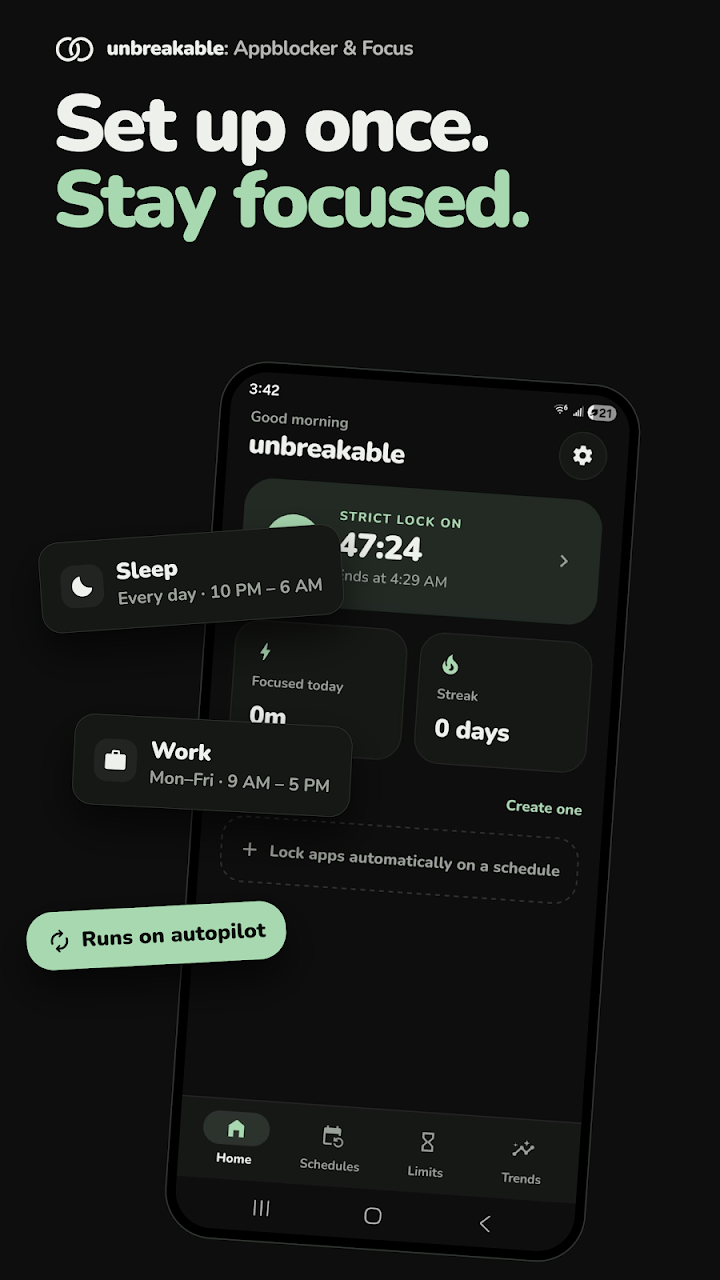 unbreakable: Appblocker & Focus
Set up once.
Stay focused.
3:42
21
Good morning
unbreakable
STRICT LOCK ON
47:24
Ends at 4:29 AM
Sleep
Every day · 10 PM – 6 AM
Focused today
0m
Streak
0 days
Work
Mon–Fri · 9 AM – 5 PM
Create one
+ Lock apps automatically on a schedule
Runs on autopilot
Home
Schedules
Limits
Trends